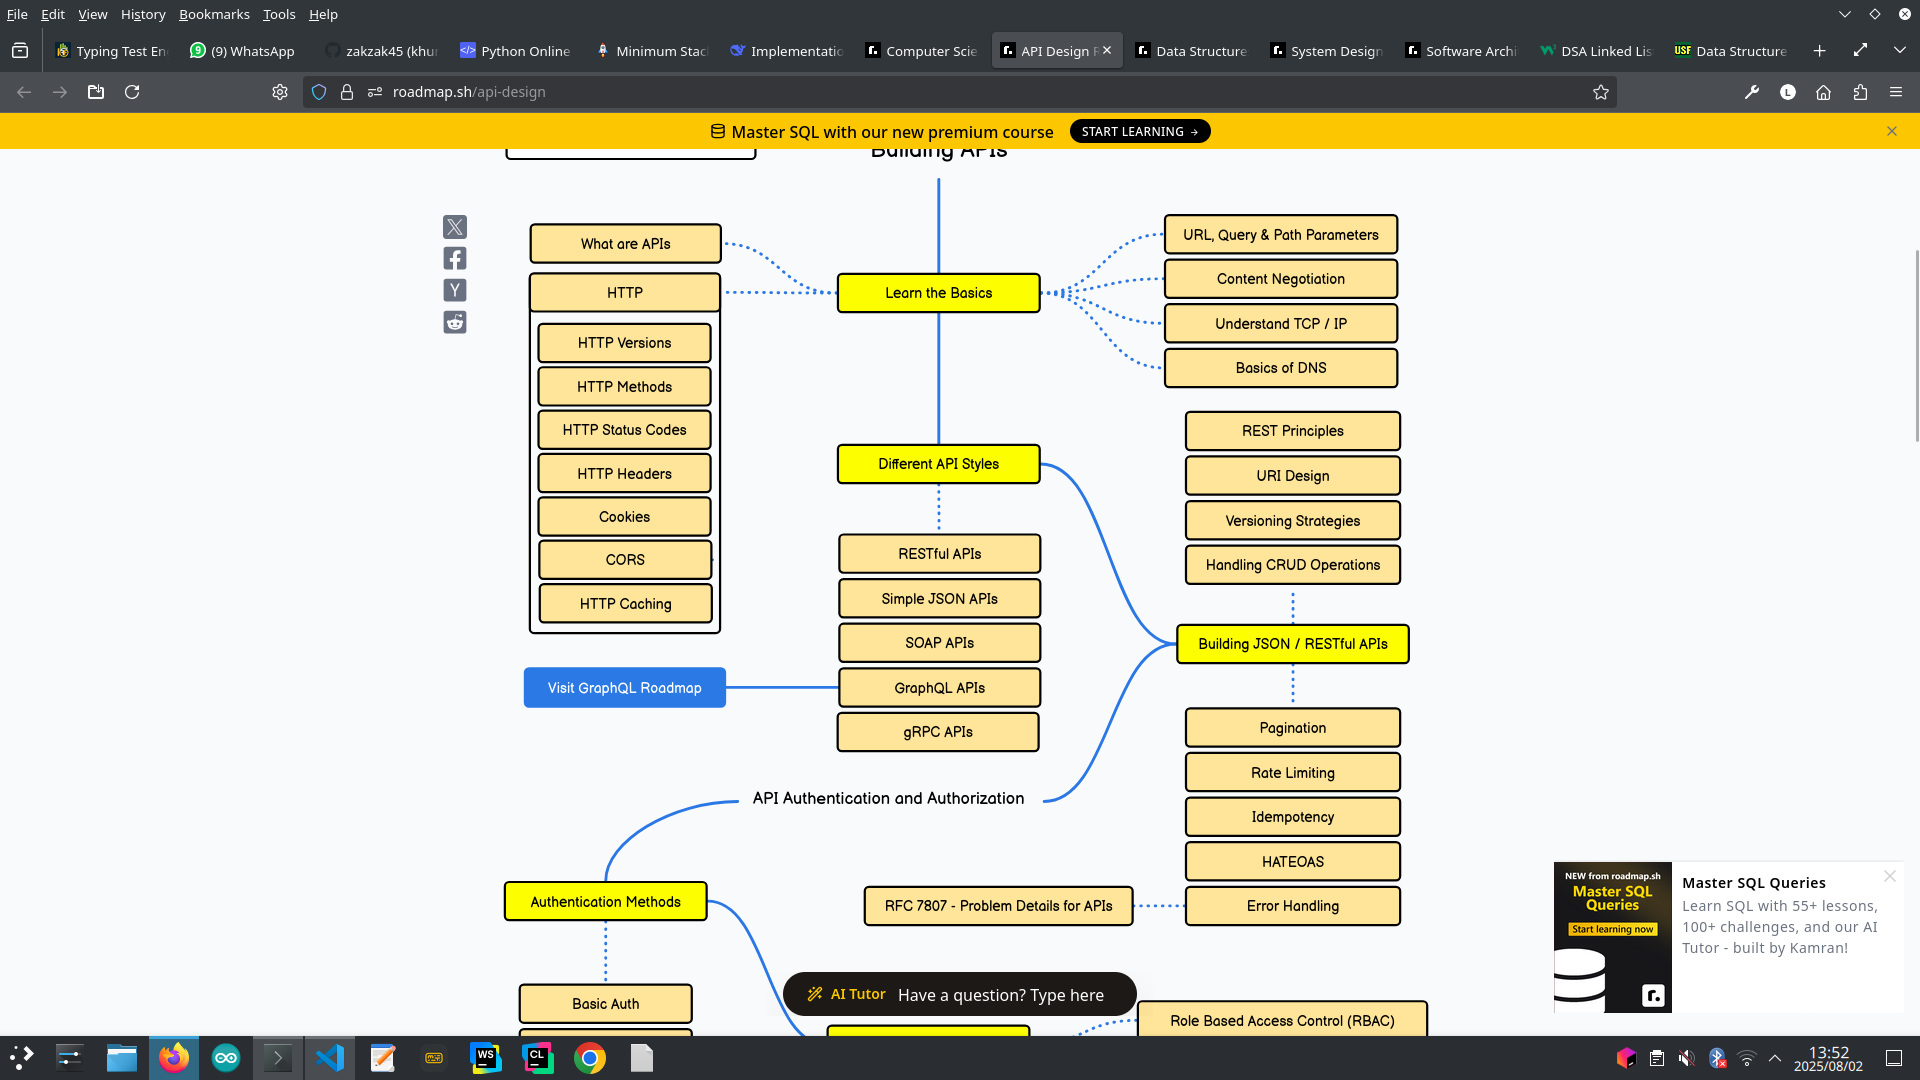 File Edit View History Bookmarks Tools Help
Typing Test En
(9) WhatsApp
zakzak45 (khu
Python Online
Minimum Stac
Implementatio
Computer Scie
API Design R
Data Structure
System Design
Software Archi
DSA Linked Lis
Data Structure
roadmap.sh/api-design
L
Master SQL with our new premium course
START LEARNING →
Building APIs
What are APIs
HTTP
HTTP Versions
HTTP Methods
HTTP Status Codes
HTTP Headers
Cookies
CORS
HTTP Caching
Learn the Basics
URL, Query & Path Parameters
Content Negotiation
Understand TCP / IP
Basics of DNS
Different API Styles
RESTful APIs
Simple JSON APIs
SOAP APIs
GraphQL APIs
gRPC APIs
Visit GraphQL Roadmap
REST Principles
URI Design
Versioning Strategies
Handling CRUD Operations
Building JSON / RESTful APIs
Pagination
Rate Limiting
Idempotency
HATEOAS
Error Handling
RFC 7807 - Problem Details for APIs
API Authentication and Authorization
Authentication Methods
Basic Auth
Role Based Access Control (RBAC)
AI Tutor Have a question? Type here
NEW from roadmap.sh
Master SQL
Queries
Start learning now
r.
Master SQL Queries
Learn SQL with 55+ lessons,
100+ challenges, and our AI
Tutor - built by Kamran!
WS
CL
13:52
2025/08/02